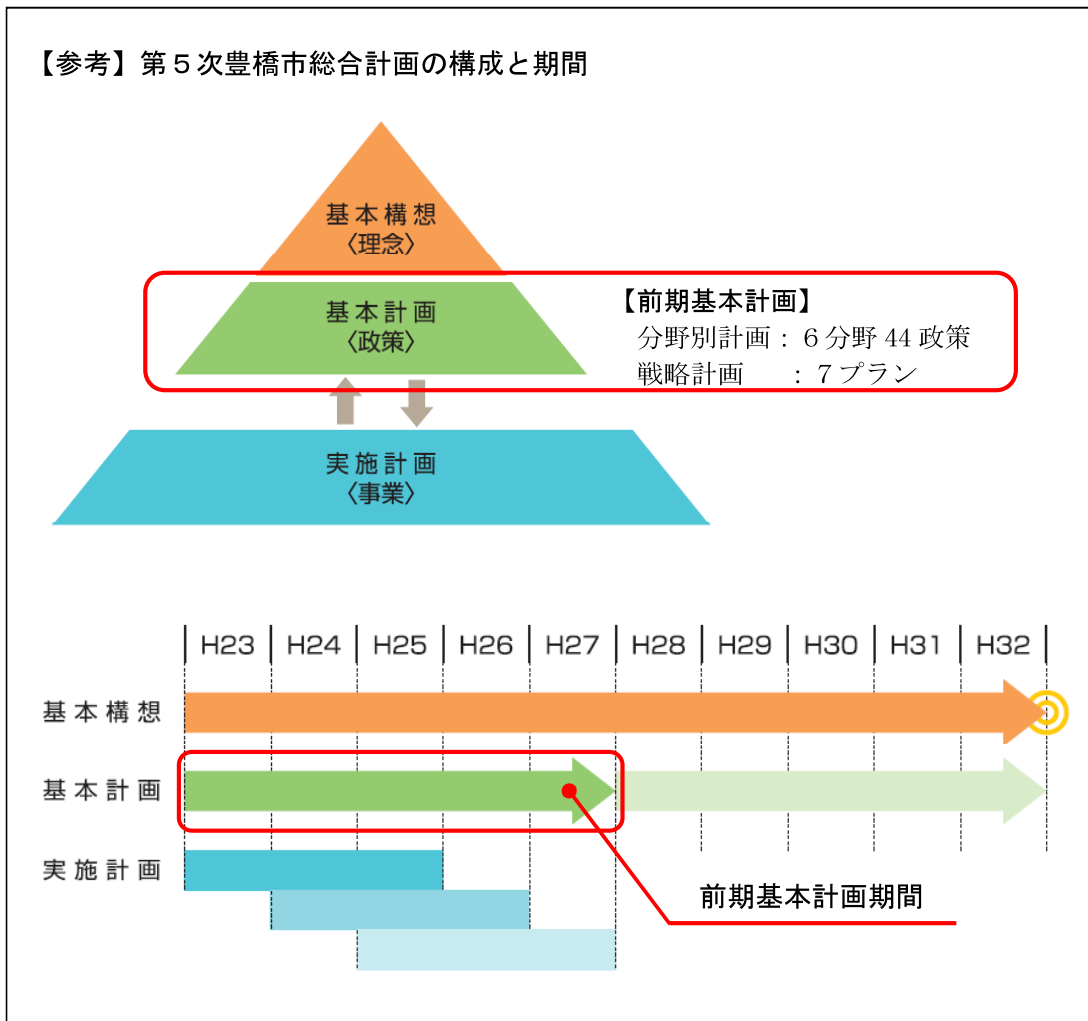 【参考】第５次豊橋市総合計画の構成と期間
基本構想
〈理念〉
基本計画
〈政策〉
【前期基本計画】
分野別計画：６分野 44 政策
戦略計画　　：７プラン
実施計画
〈事業〉
H23 H24 H25 H26 H27 H28 H29 H30 H31 H32
基本構想
基本計画
実施計画
前期基本計画期間